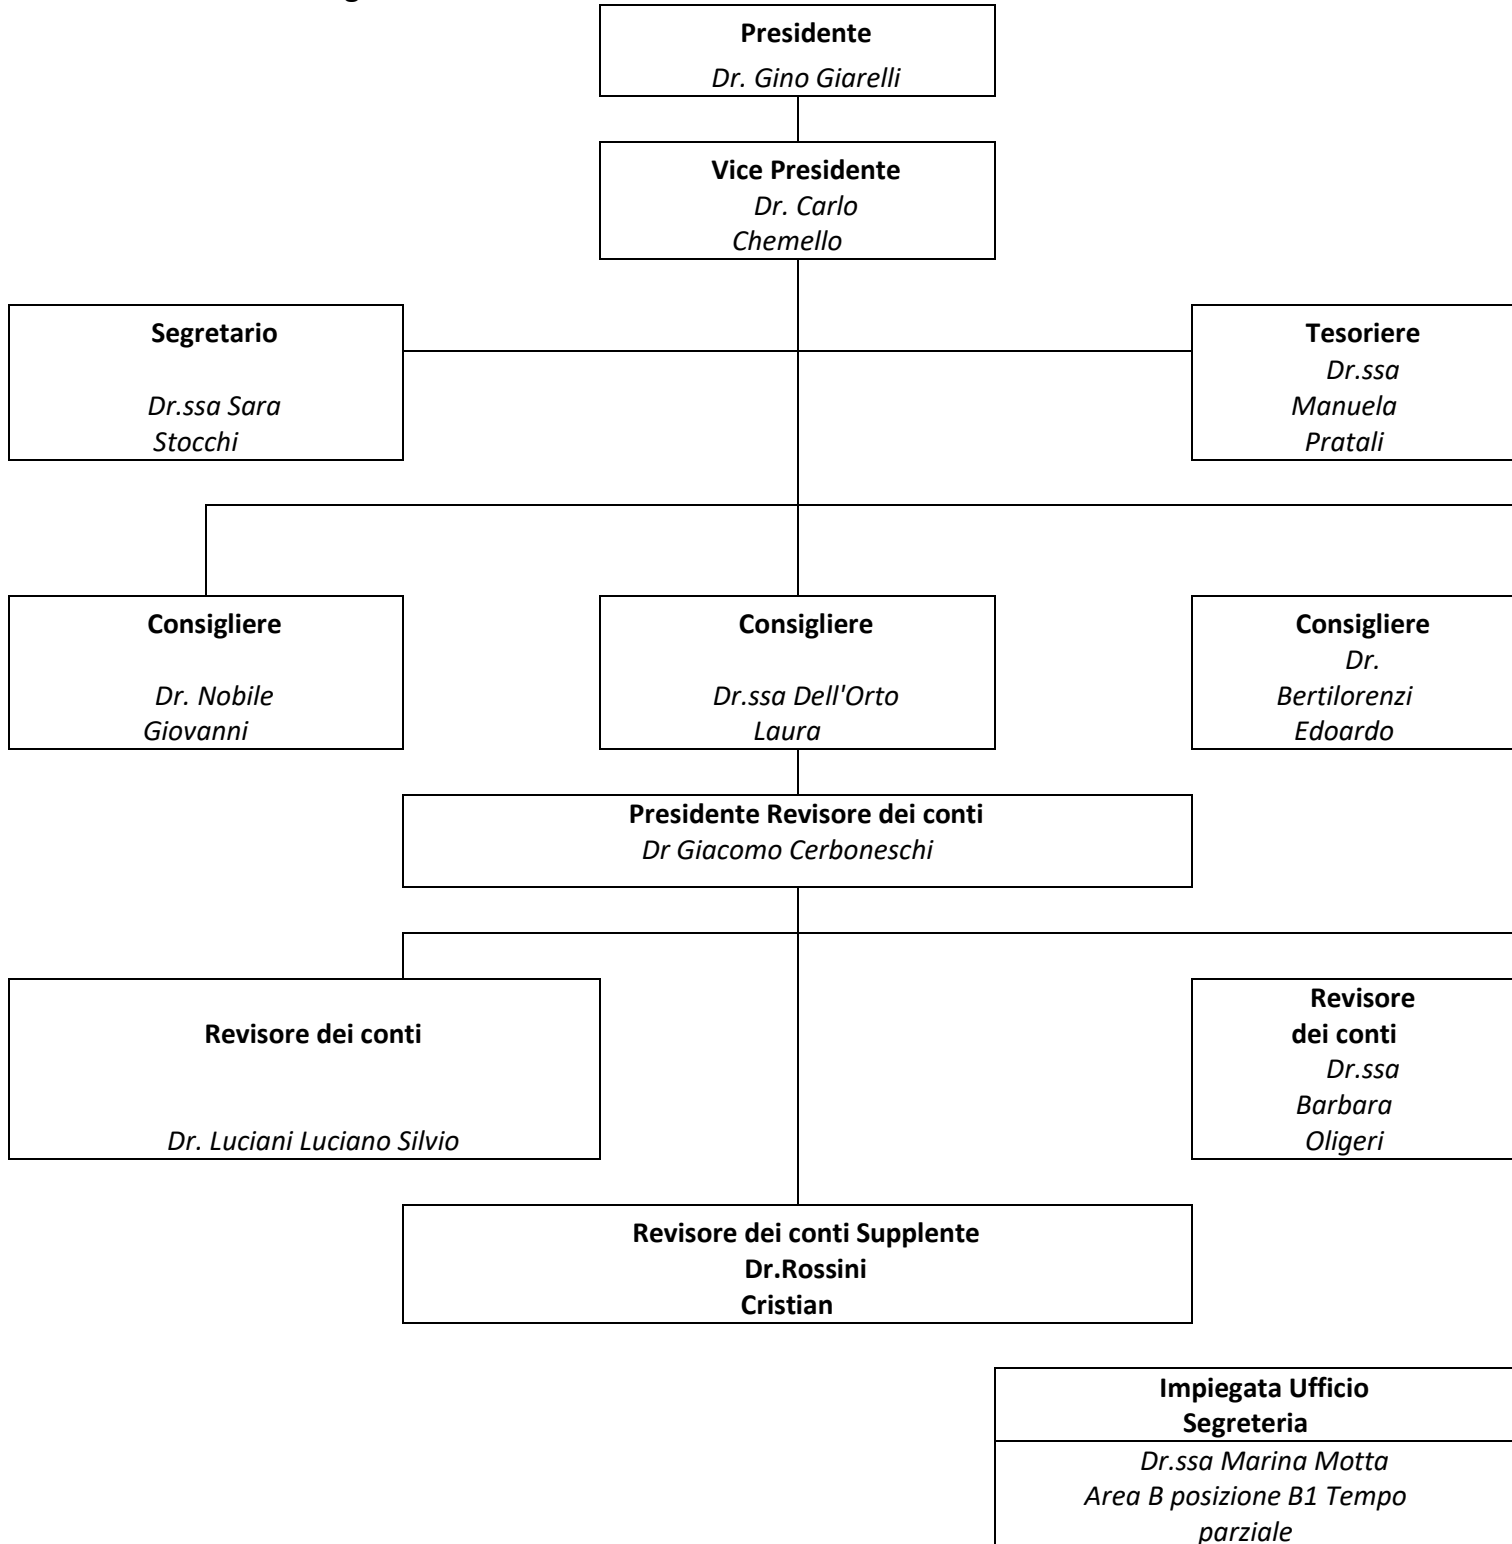 Presidente
Dr. Gino Giarelli
Vice Presidente
Dr. Carlo
Chemello
Segretario
Dr.ssa Sara
Stocchi
Tesoriere
Dr.ssa
Manuela
Pratali
Consigliere
Dr. Nobile
Giovanni
Consigliere
Dr.ssa Dell'Orto
Laura
Consigliere
Dr.
Bertilorenzi
Edoardo
Presidente Revisore dei conti
Dr Giacomo Cerboneschi
Revisore dei conti
Dr. Luciani Luciano Silvio
Revisore
dei conti
Dr.ssa
Barbara
Oligeri
Revisore dei conti Supplente
Dr.Rossini
Cristian
Impiegata Ufficio
Segreteria
Dr.ssa Marina Motta
Area B posizione B1 Tempo
parziale